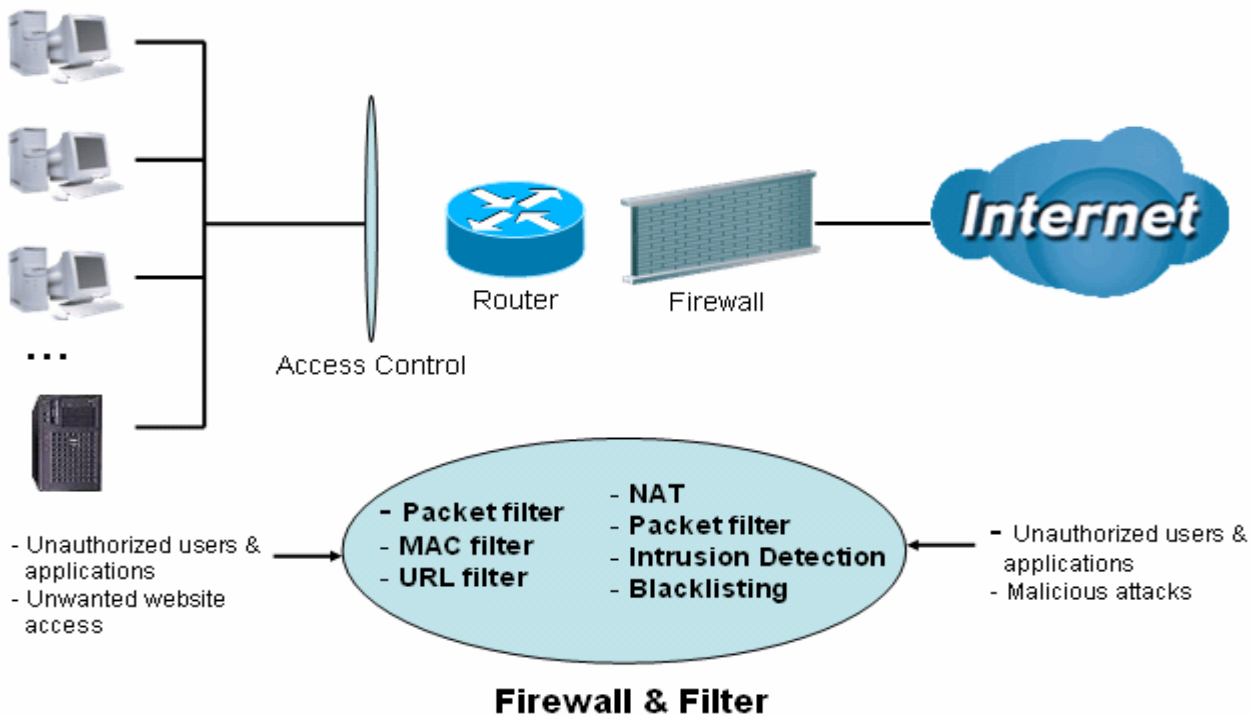 Internet
Router
Firewall
Access Control
...
- Packet filter
- MAC filter
- URL filter
- NAT
- Packet filter
- Intrusion Detection
- Blacklisting
- Unauthorized users &
applications
- Unwanted website
access
- Unauthorized users &
applications
- Malicious attacks
Firewall & Filter